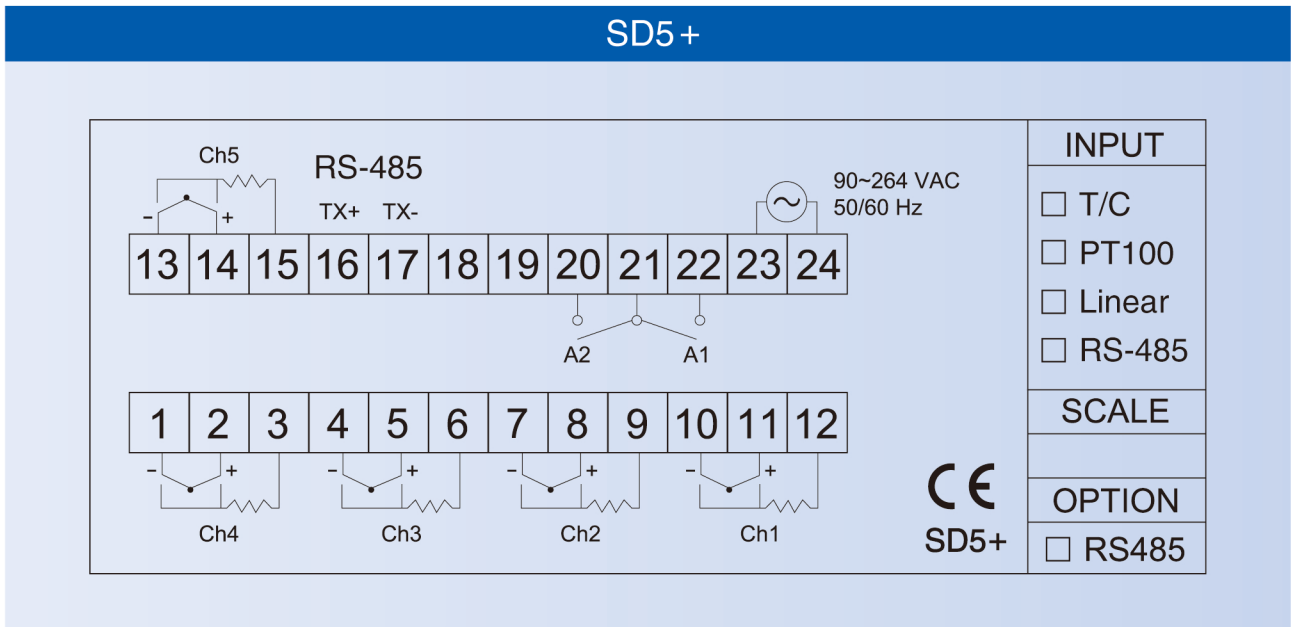 SD5+
Ch5
RS-485
TX+ TX-
90~264 VAC
50/60 Hz
- +
13 14 15 16 17 18 19 20 21 22 23 24
A2 A1
1 2 3 4 5 6 7 8 9 10 11 12
- + - + - + - +
Ch4 Ch3 Ch2 Ch1
CE
SD5+
INPUT
T/C
PT100
Linear
RS-485
SCALE
OPTION
RS485